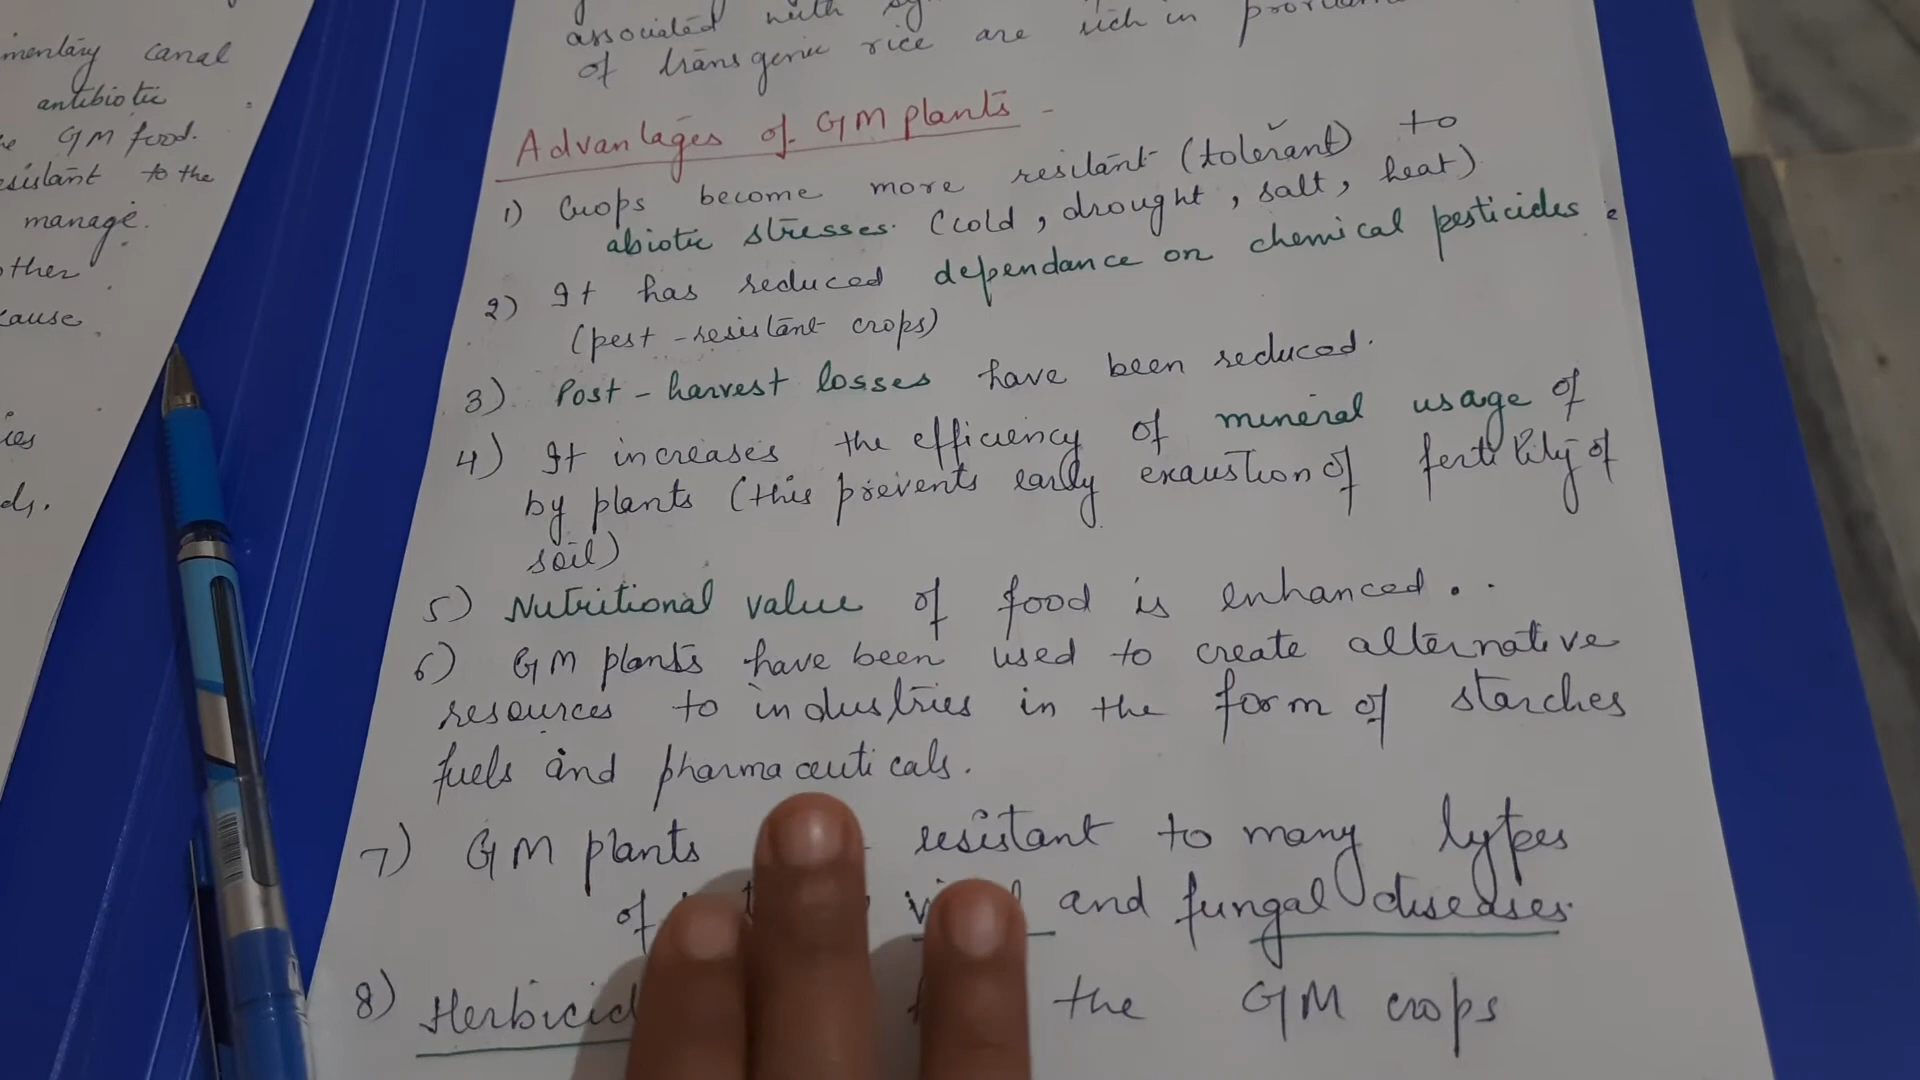 mentary canal
antibiotic
GM food.
to the
manage.
other
cause
associated with
of transgenic rice are rich in
Advantages of GM plants -
1) Crops become more resitant (tolerant) to
abiotic stresses. (cold, drought, salt, heat)
2) It has reduced dependance on chemical pesticides.
(pest-resistant crops)
3) Post-harvest losses have been reduced.
4) It increases the efficiency of mineral usage of
by plants (this prevents early exaustion of fertility of
soil)
5) Nutritional value of food is enhanced..
6) GM plants have been used to create alternative
resources to industries in the form of starches
fuels and pharmaceuticals.
7) GM plants resistant to many types
of and fungal diseases.
8) the GM crops